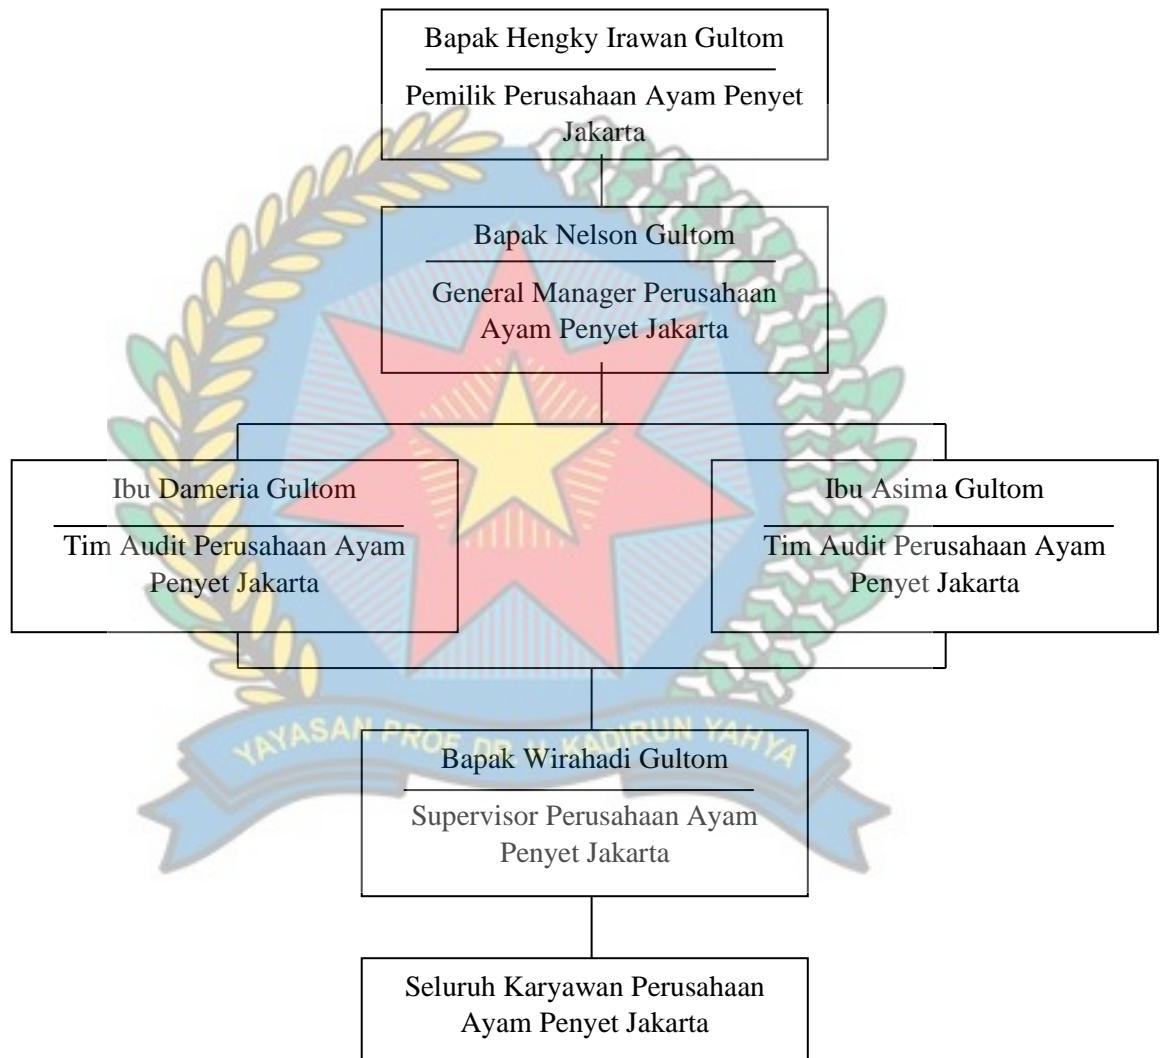 Bapak Hengky Irawan Gultom
Pemilik Perusahaan Ayam Penyet
Jakarta
Bapak Nelson Gultom
General Manager Perusahaan
Ayam Penyet Jakarta
Ibu Dameria Gultom
Tim Audit Perusahaan Ayam
Penyet Jakarta
Ibu Asima Gultom
Tim Audit Perusahaan Ayam
Penyet Jakarta
YAYASAN PROF. DR. H. KADIRUN YAHYA
Bapak Wirahadi Gultom
Supervisor Perusahaan Ayam
Penyet Jakarta
Seluruh Karyawan Perusahaan
Ayam Penyet Jakarta